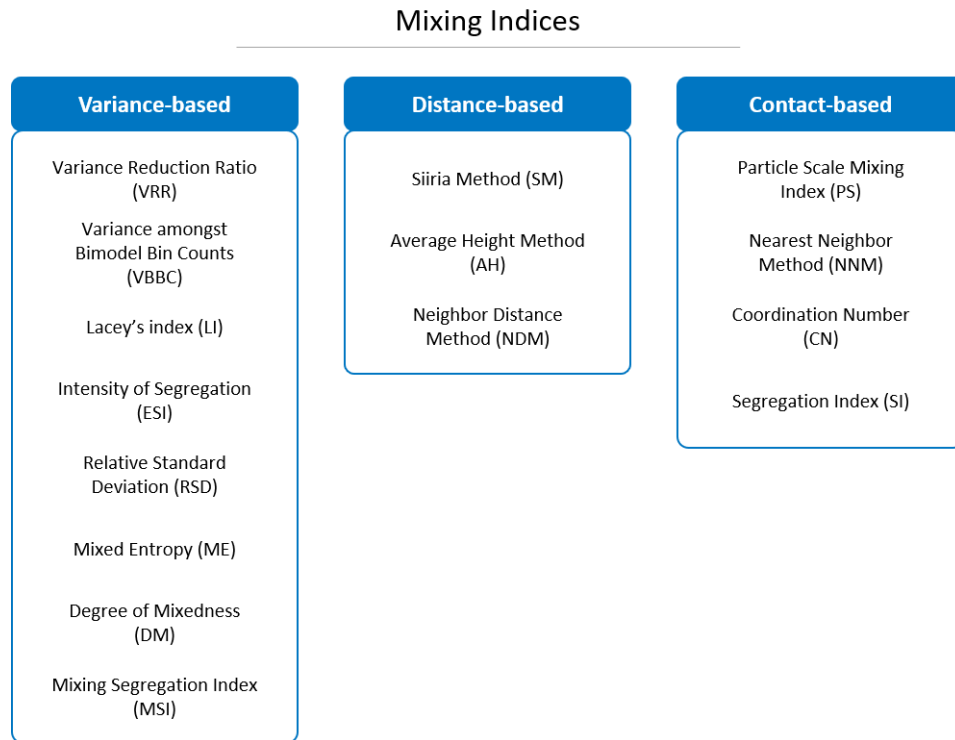 Mixing Indices
Variance-based
Variance Reduction Ratio
(VRR)
Variance amongst
Bimodel Bin Counts
(VBBC)
Lacey's index (LI)
Intensity of Segregation
(ESI)
Relative Standard
Deviation (RSD)
Mixed Entropy (ME)
Degree of Mixedness
(DM)
Mixing Segregation Index
(MSI)
Distance-based
Siiria Method (SM)
Average Height Method
(AH)
Neighbor Distance
Method (NDM)
Contact-based
Particle Scale Mixing
Index (PS)
Nearest Neighbor
Method (NNM)
Coordination Number
(CN)
Segregation Index (SI)